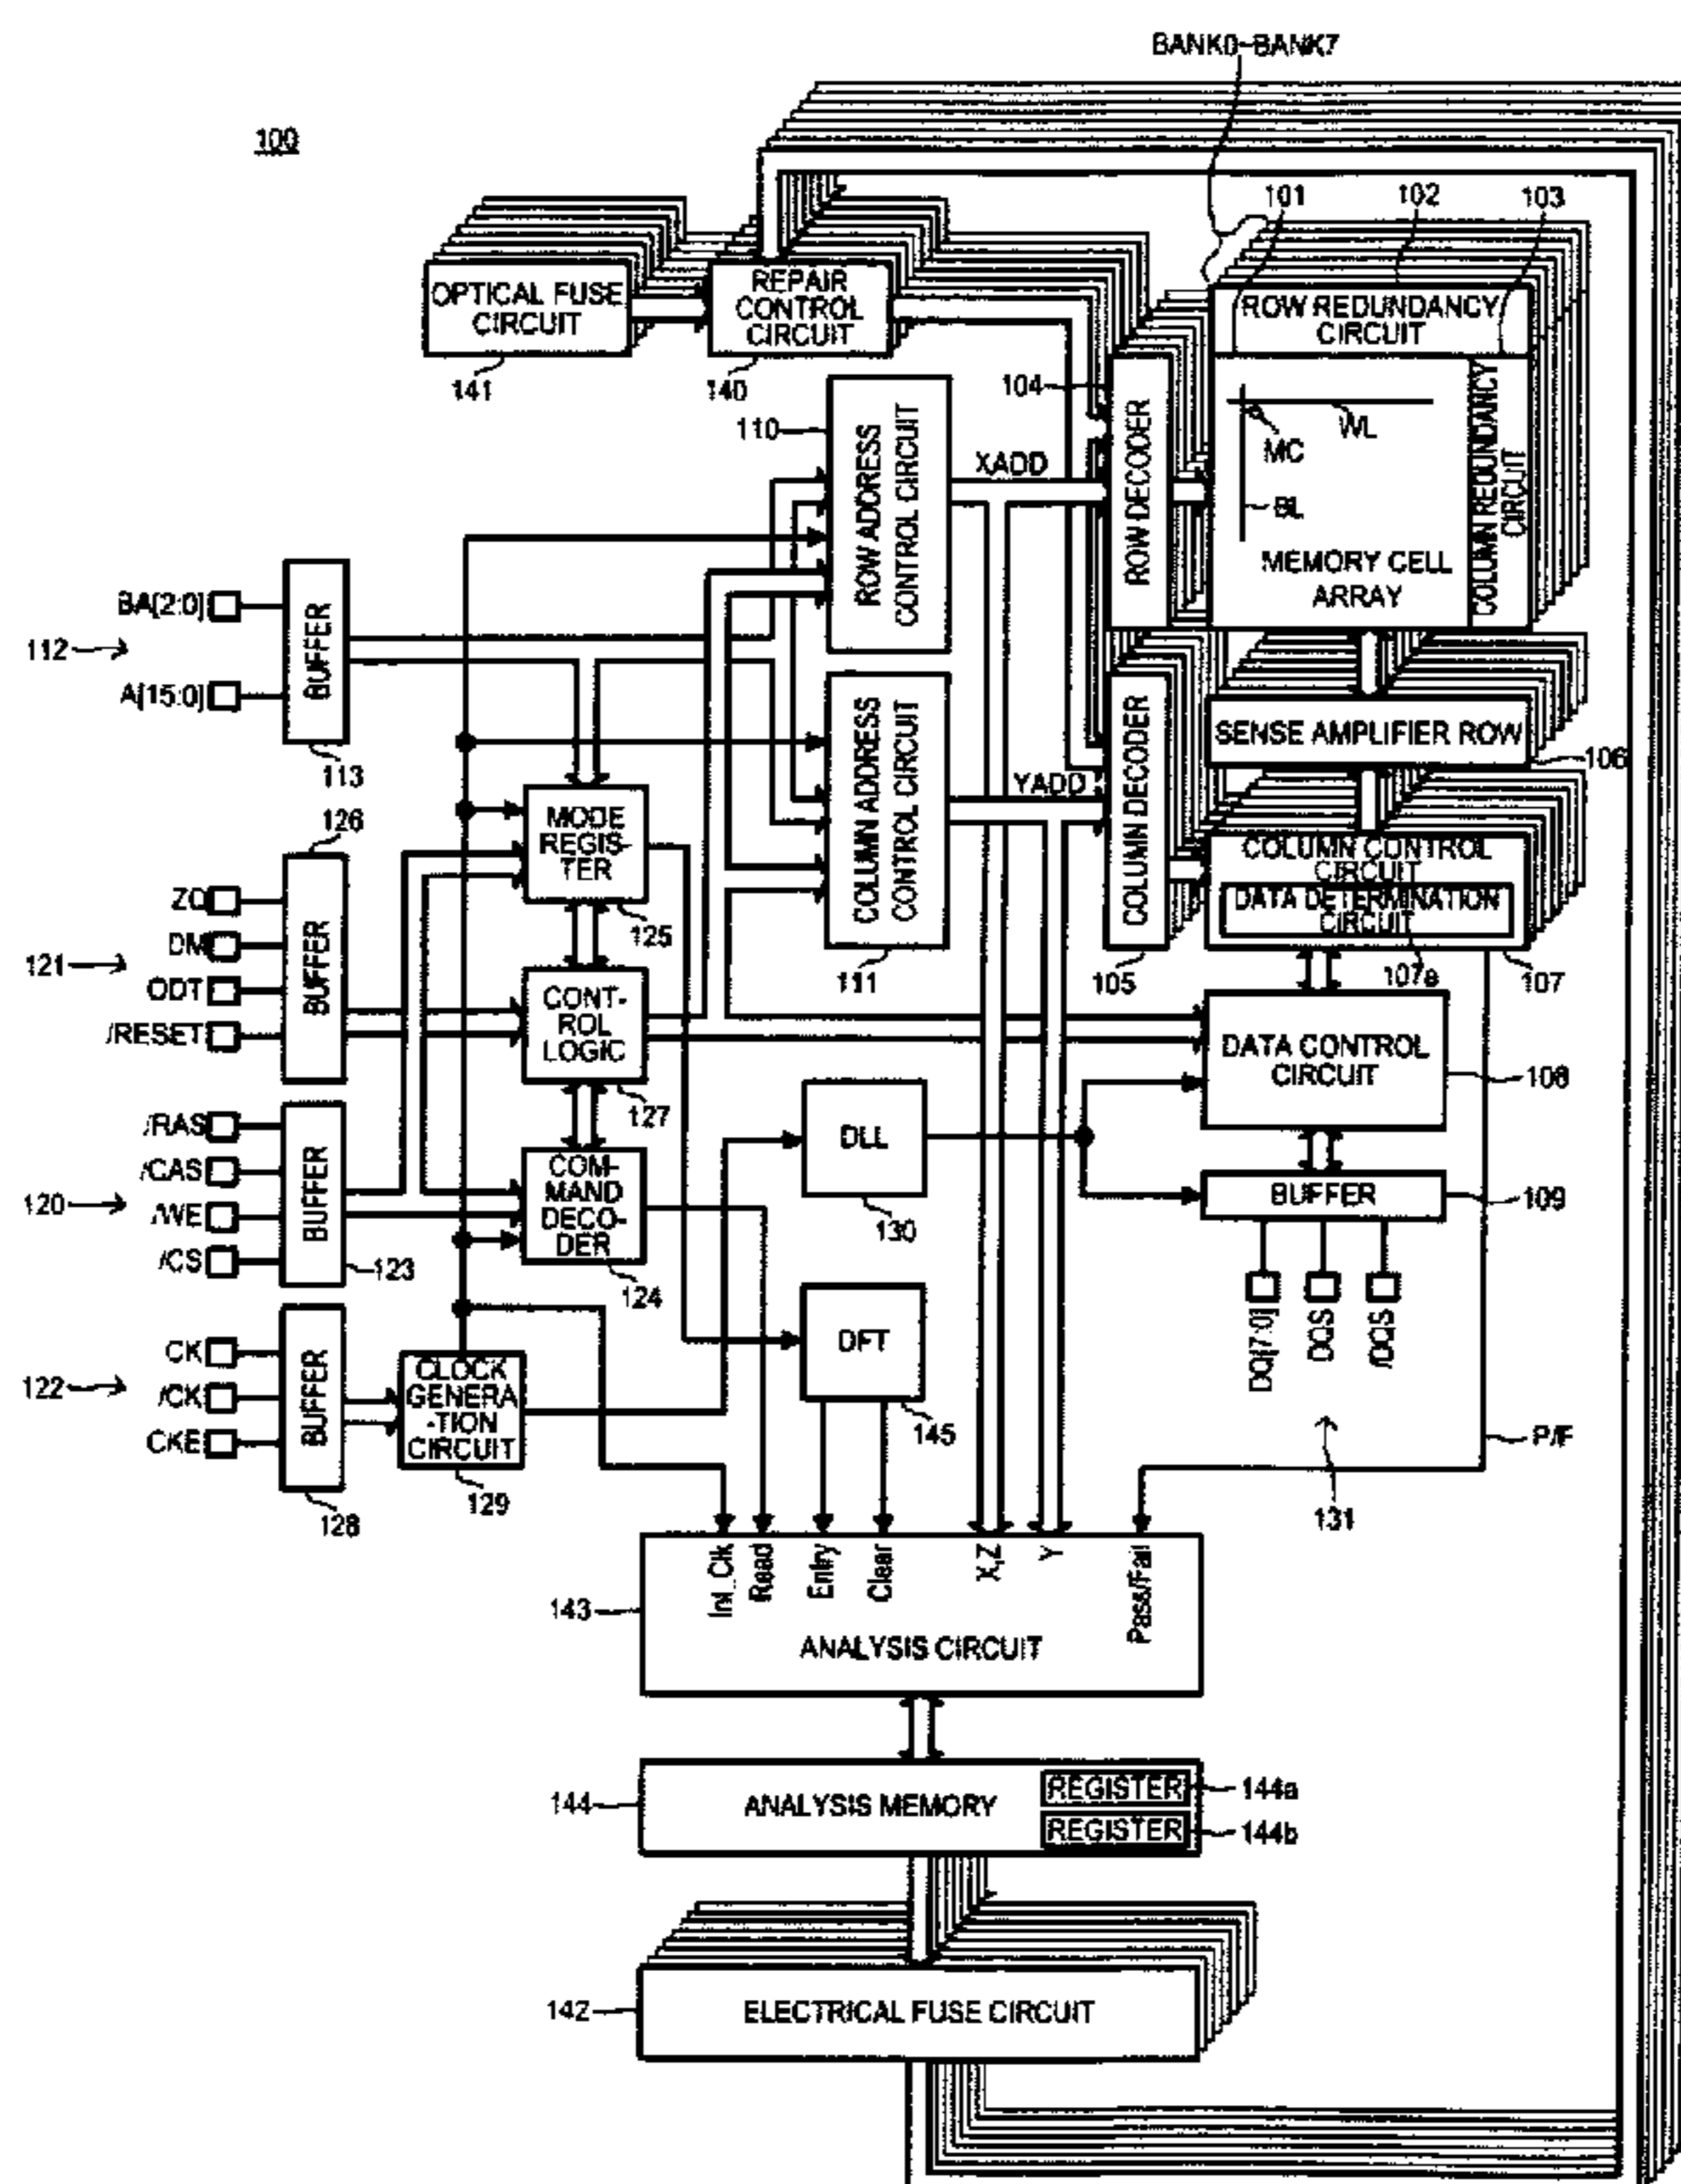 BANK0-BANK7
100
101
102
103
OPTICAL FUSE
CIRCUIT
141
REPAIR
CONTROL
CIRCUIT
140
ROW REDUNDANCY
CIRCUIT
COLUMN REDUNDANCY
CIRCUIT
WL
MC
BL
MEMORY CELL
ARRAY
104
ROW DECODER
110
ROW ADDRESS
CONTROL CIRCUIT
XADD
BA[2:0]
112
A[15:0]
BUFFER
113
COLUMN ADDRESS
CONTROL CIRCUIT
111
YADD
COLUMN DECODER
105
SENSE AMPLIFIER ROW
106
COLUMN CONTROL
CIRCUIT
DATA DETERMINATION
CIRCUIT
107a
107
MODE
REGIS-
TER
125
126
ZQ
DM
121
ODT
/RESET
BUFFER
CONT-
ROL
LOGIC
127
DATA CONTROL
CIRCUIT
108
/RAS
/CAS
120
/WE
/CS
BUFFER
123
COM-
MAND
DECO-
DER
124
DLL
130
BUFFER
109
DQ[7:0]
DQS
/DQS
131
P/F
DFT
145
CK
122
/CK
CKE
BUFFER
128
CLOCK
GENERA
-TION
CIRCUIT
129
Int_Clk
Read
Entry
Clear
X,Z
Y
Pass/Fail
143
ANALYSIS CIRCUIT
144
ANALYSIS MEMORY
REGISTER
144a
REGISTER
144b
142
ELECTRICAL FUSE CIRCUIT